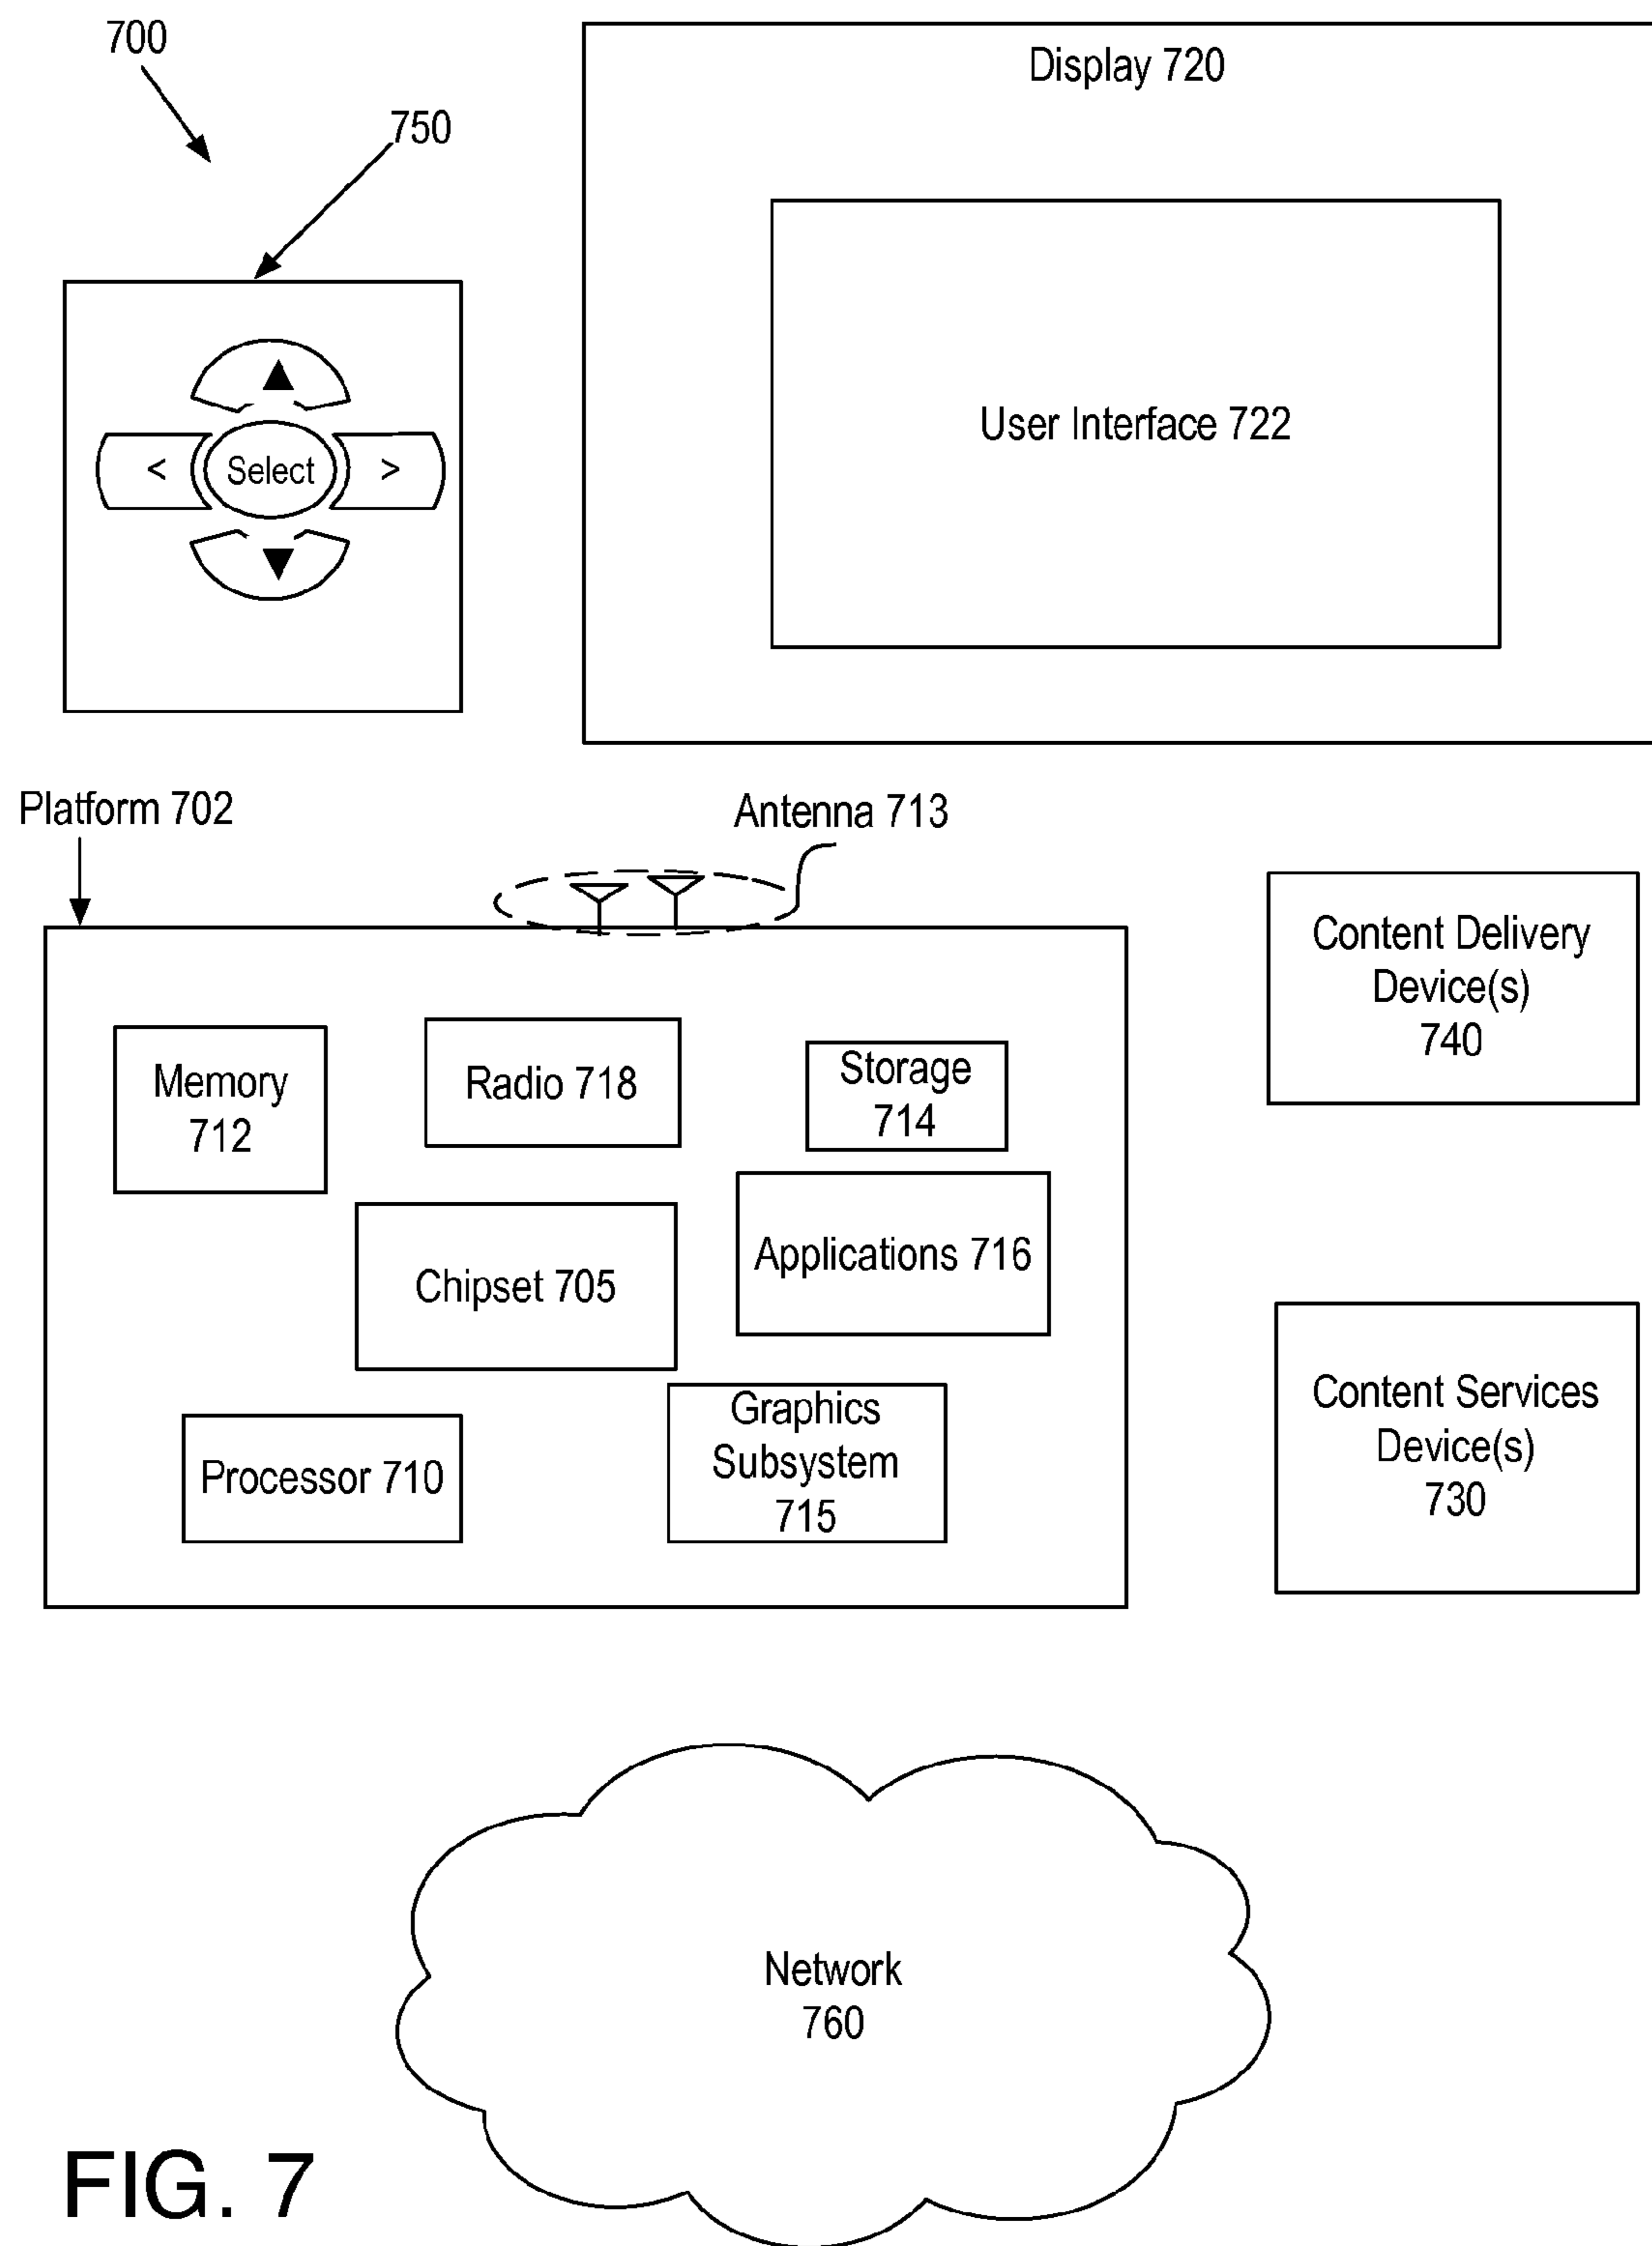 700
750
Display 720
User Interface 722
<
Select
>
Platform 702
Antenna 713
Memory
712
Radio 718
Storage
714
Chipset 705
Applications 716
Processor 710
Graphics
Subsystem
715
Content Delivery
Device(s)
740
Content Services
Device(s)
730
Network
760
FIG. 7